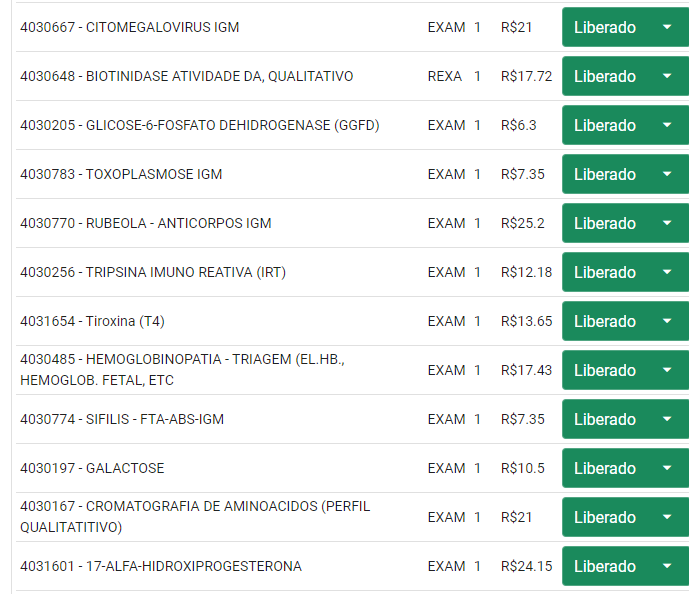 4030667 - CITOMEGALOVIRUS IGM EXAM 1 R$21 Liberado
4030648 - BIOTINIDASE ATIVIDADE DA, QUALITATIVO REXA 1 R$17.72 Liberado
4030205 - GLICOSE-6-FOSFATO DEHIDROGENASE (GGFD) EXAM 1 R$6.3 Liberado
4030783 - TOXOPLASMOSE IGM EXAM 1 R$7.35 Liberado
4030770 - RUBEOLA - ANTICORPOS IGM EXAM 1 R$25.2 Liberado
4030256 - TRIPSINA IMUNO REATIVA (IRT) EXAM 1 R$12.18 Liberado
4031654 - Tiroxina (T4) EXAM 1 R$13.65 Liberado
4030485 - HEMOGLOBINOPATIA - TRIAGEM (EL.HB.,
HEMOGLOB. FETAL, ETC EXAM 1 R$17.43 Liberado
4030774 - SIFILIS - FTA-ABS-IGM EXAM 1 R$7.35 Liberado
4030197 - GALACTOSE EXAM 1 R$10.5 Liberado
4030167 - CROMATOGRAFIA DE AMINOACIDOS (PERFIL
QUALITATITIVO) EXAM 1 R$21 Liberado
4031601 - 17-ALFA-HIDROXIPROGESTERONA EXAM 1 R$24.15 Liberado